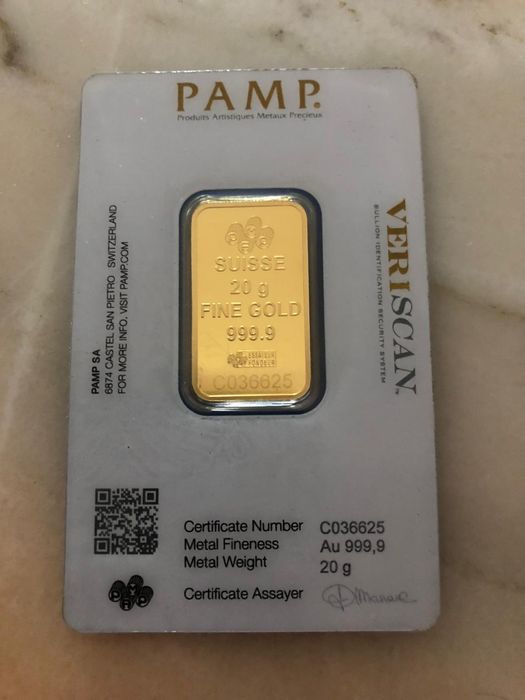 PAMP.
Produits Artistiques Metaux Precieux
SUISSE
20 g
FINE GOLD
999.9
ESSAYEUR
FONDEUR
C036625
VERISCAN™
BULLION IDENTIFICATION SECURITY SYSTEM
PAMP SA
6874 CASTEL SAN PIETRO SWITZERLAND
FOR MORE INFO. VISIT PAMP.COM
Certificate Number C036625
Metal Fineness Au 999,9
Metal Weight 20 g
Certificate Assayer
PAMP